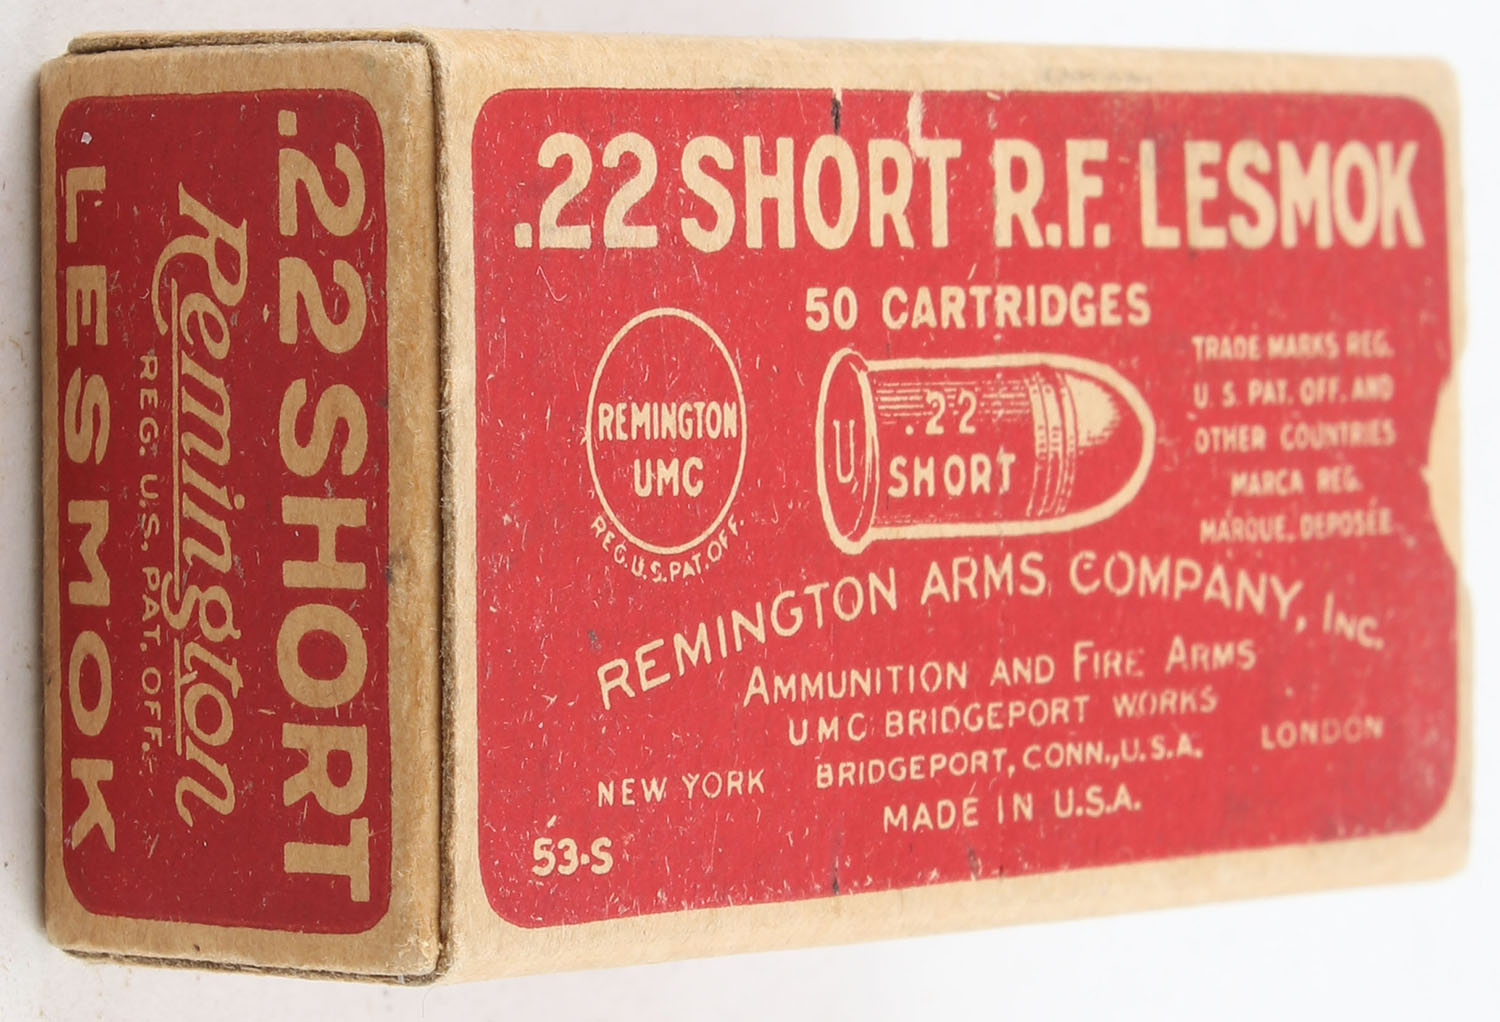 .22 SHORT
Remington
REG. U.S. PAT. OFF.
LESMOK
.22 SHORT R.F. LESMOK
50 CARTRIDGES
REMINGTON
UMC
REG. U.S. PAT. OFF.
U
.22
SHORT
TRADE MARKS REG.
U. S. PAT. OFF. AND
OTHER COUNTRIES
MARCA REG.
MARQUE. DEPOSÉE
REMINGTON ARMS COMPANY, INC.
AMMUNITION AND FIRE ARMS
UMC BRIDGEPORT WORKS
NEW YORK BRIDGEPORT, CONN., U.S.A. LONDON
MADE IN U.S.A.
53-S